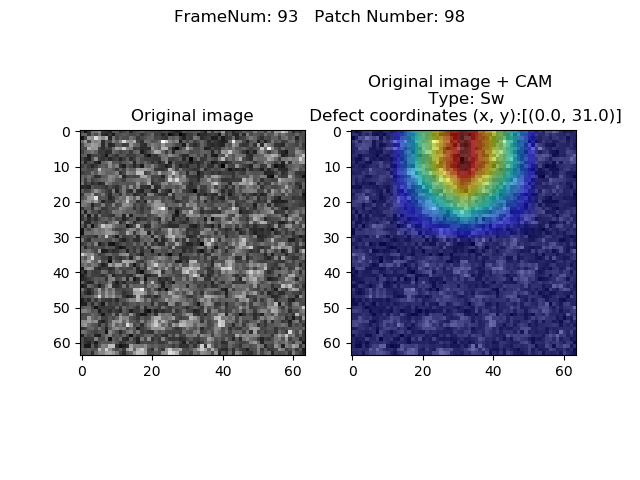 FrameNum: 93   Patch Number: 98
Original image
Original image + CAM
Type: Sw
Defect coordinates (x, y):[(0.0, 31.0)]
0
10
20
30
40
50
60
0 20 40 60
0
10
20
30
40
50
60
0 20 40 60